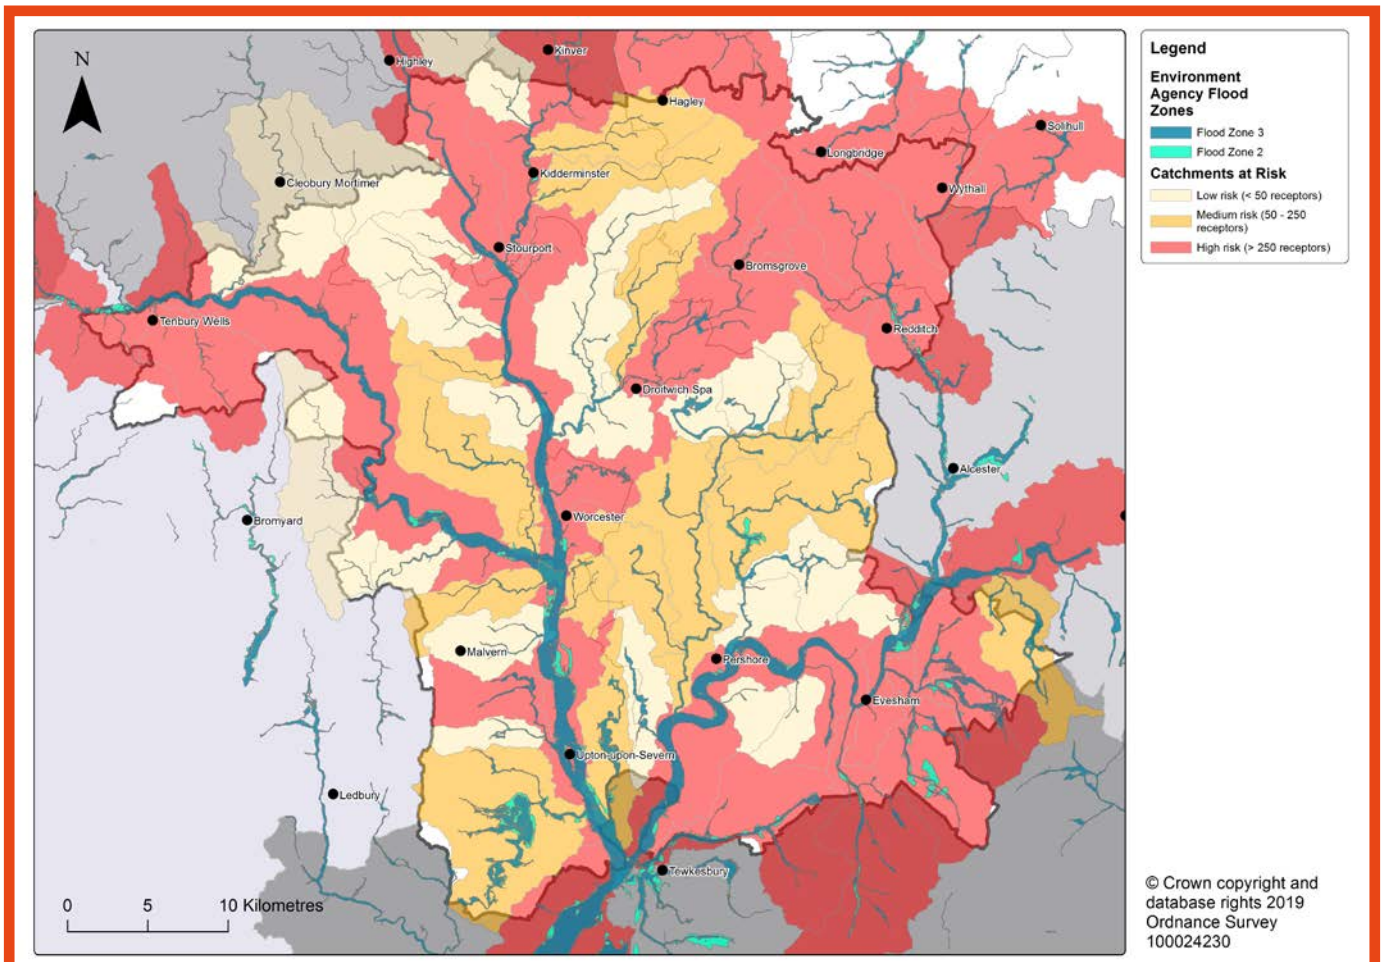 N
Highley
Kinver
Hagley
Solihull
Longbridge
Cleobury Mortimer
Kidderminster
Wythall
Stourport
Bromsgrove
Tenbury Wells
Redditch
Droitwich Spa
Alcester
Bromyard
Worcester
Malvern
Pershore
Evesham
Upton-upon-Severn
Ledbury
Tewkesbury
0 5 10 Kilometres
Legend
Environment
Agency Flood
Zones
Flood Zone 3
Flood Zone 2
Catchments at Risk
Low risk (< 50 receptors)
Medium risk (50 - 250
receptors)
High risk (> 250 receptors)
© Crown copyright and
database rights 2019
Ordnance Survey
100024230